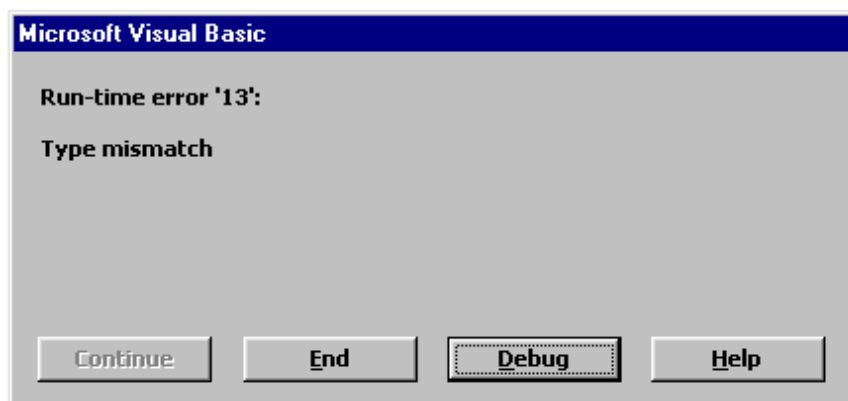 Microsoft Visual Basic
Run-time error '13':
Type mismatch
Continue End Debug Help